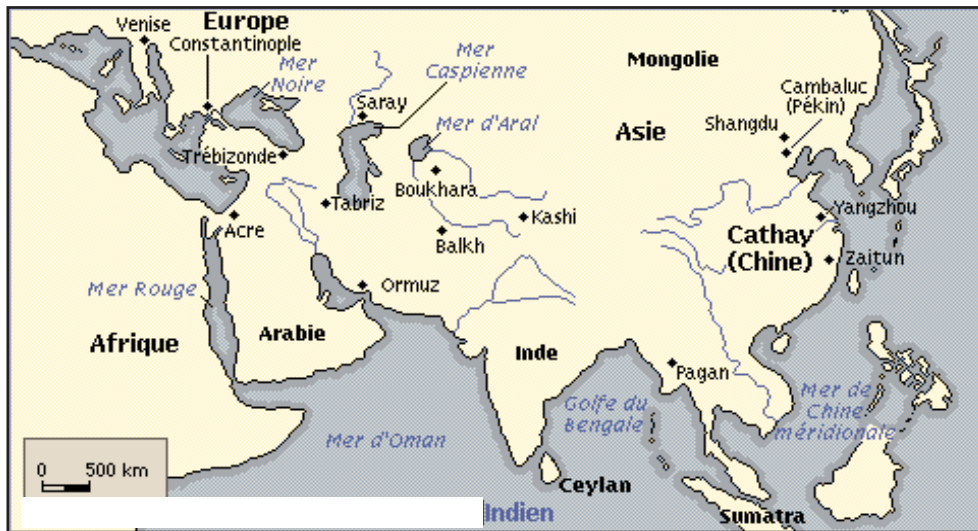 Europe
Venise
Constantinople
Mer
Noire
Mer
Caspienne
Mongolie
Cambaluc
(Pékin)
Saray
Mer d'Aral
Asie
Shangdu
Trébizonde
Boukhara
Tabriz
Kashi
Yangzhou
Acre
Balkh
Cathay
(Chine)
Zaitun
Mer Rouge
Ormuz
Afrique
Arabie
Inde
Pagan
Golfe du
Bengale
Mer de
Chine
méridionale
Mer d'Oman
0 500 km
Ceylan
Indien
Sumatra